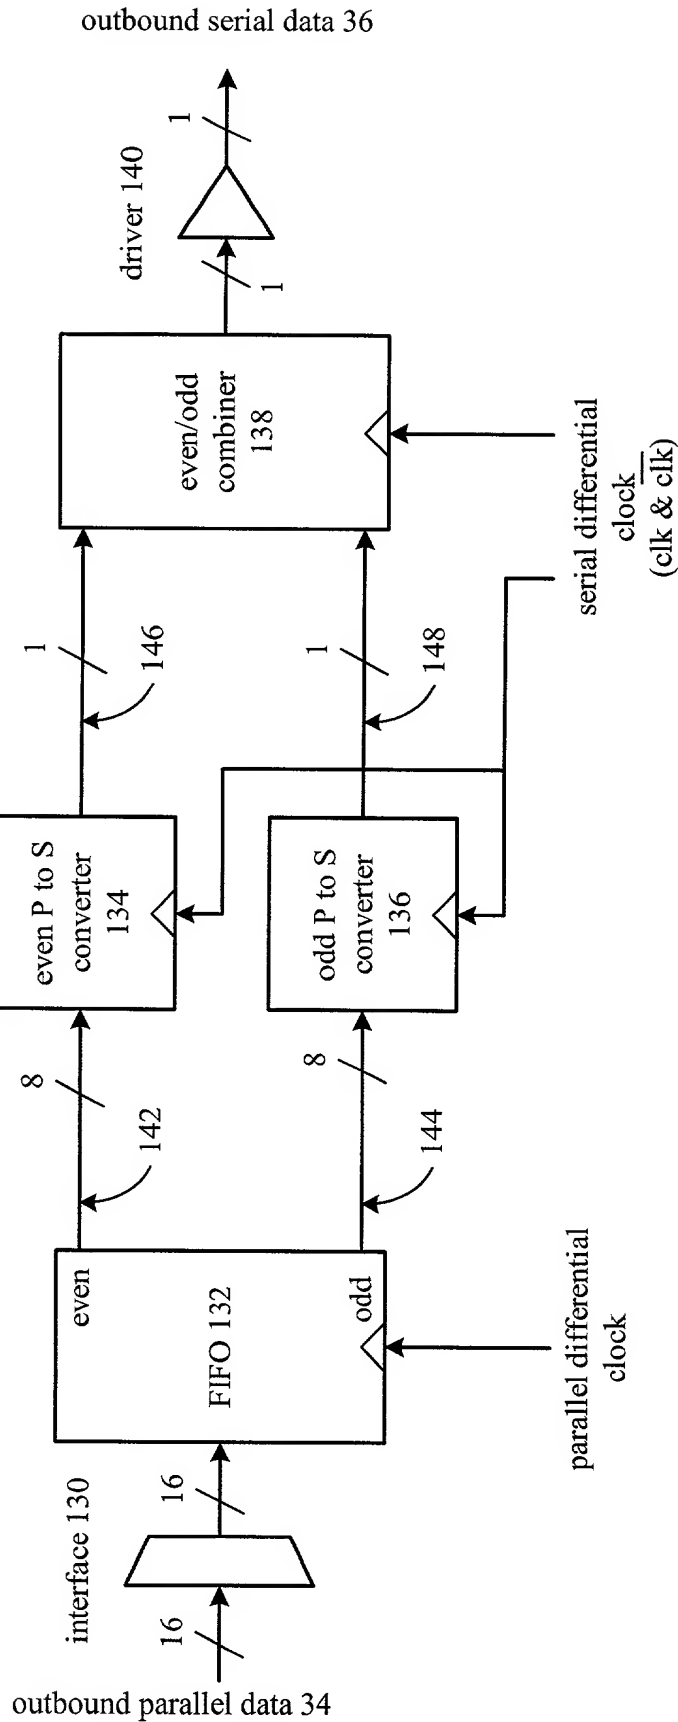 outbound serial data 36
1
driver 140
1
even/odd
combiner
138
serial differential
clock
(clk & clk)
1
146
1
148
even P to S
converter
134
odd P to S
converter
136
8
142
8
144
even
FIFO 132
odd
parallel differential
clock
interface 130
16
16
outbound parallel data 34